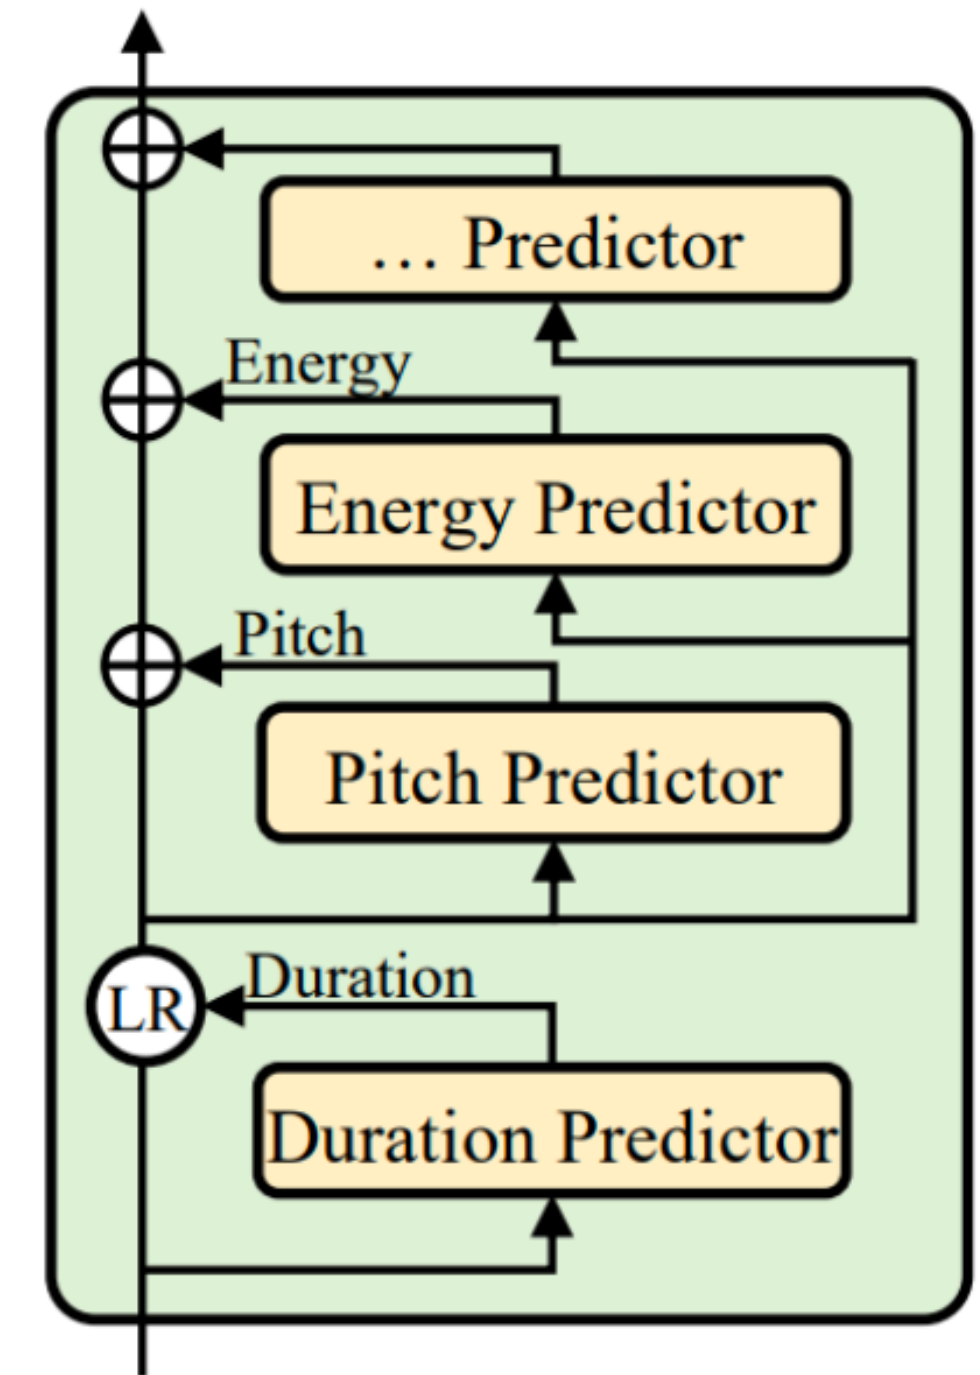 … Predictor
Energy
Energy Predictor
Pitch
Pitch Predictor
Duration
LR
Duration Predictor